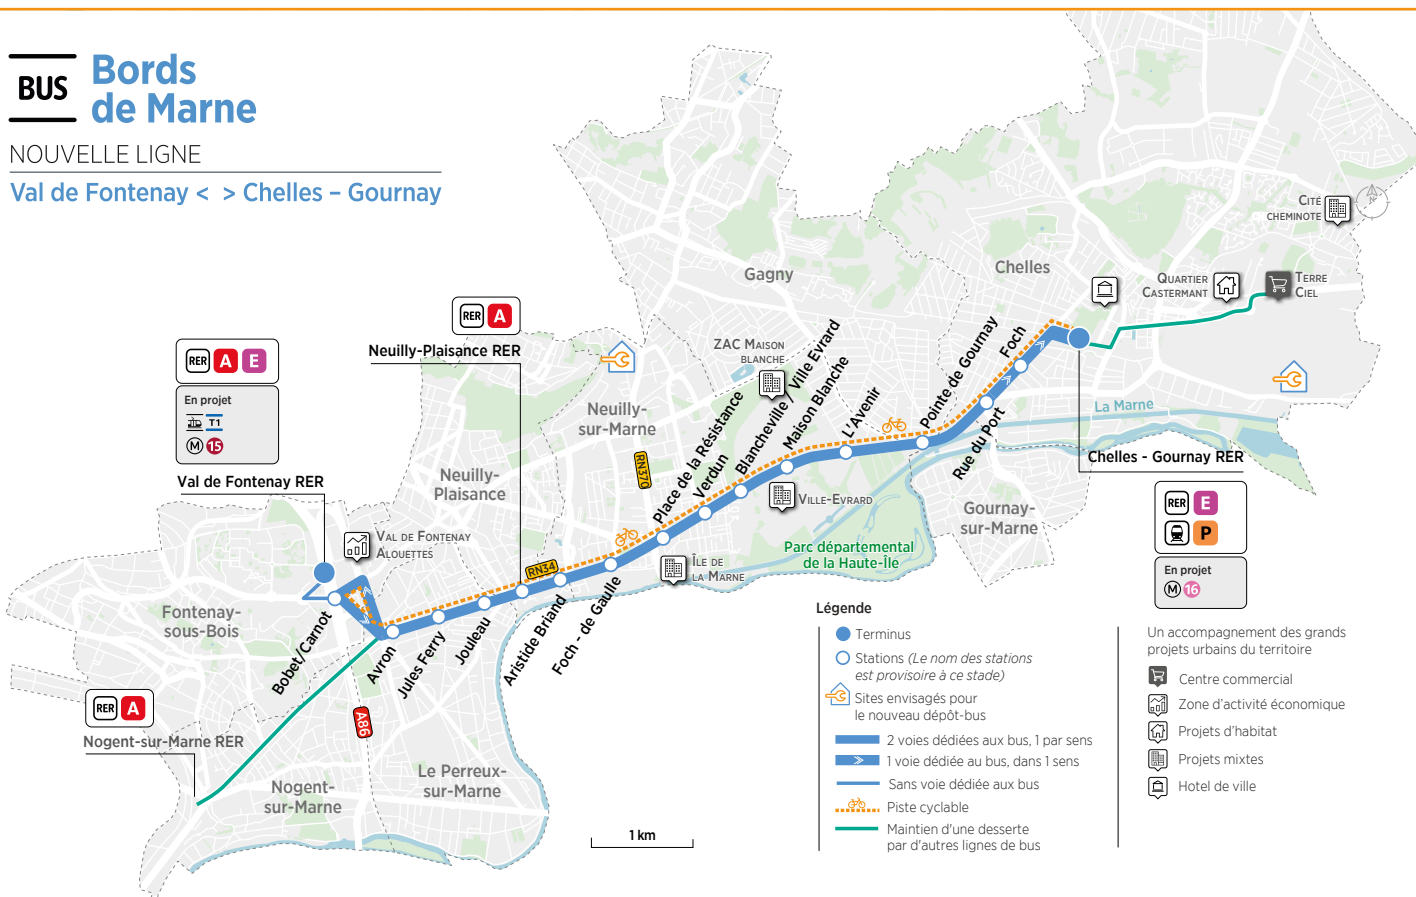 BUS
Bords
de Marne
NOUVELLE LIGNE
Val de Fontenay < > Chelles – Gournay
RER A E
En projet
T1
M 15
Val de Fontenay RER
RER A
Neuilly-Plaisance RER
RER A
Nogent-sur-Marne RER
Chelles - Gournay RER
RER E
P
En projet
M 16
Gagny
Chelles
Neuilly-
sur-Marne
Neuilly-
Plaisance
Fontenay-
sous-Bois
Nogent-
sur-Marne
Le Perreux-
sur-Marne
Gournay-
sur-Marne
La Marne
Parc départemental
de la Haute-Île
Cité
cheminote
N
Quartier
Castermant
Terre
Ciel
ZAC Maison
blanche
Ville-Evrard
Île de
la Marne
Val de Fontenay
Alouettes
RN370
RN34
A86
Bobet/Carnot
Avron
Jules Ferry
Jouleau
Aristide Briand
Foch - de Gaulle
Place de la Résistance
Verdun
Blancheville / Ville Evrard
Maison Blanche
L'Avenir
Pointe de Gournay
Rue du Port
Foch
1 km
Légende
Terminus
Stations (Le nom des stations
est provisoire à ce stade)
Sites envisagés pour
le nouveau dépôt-bus
2 voies dédiées aux bus, 1 par sens
1 voie dédiée au bus, dans 1 sens
Sans voie dédiée aux bus
Piste cyclable
Maintien d'une desserte
par d'autres lignes de bus
Un accompagnement des grands
projets urbains du territoire
Centre commercial
Zone d'activité économique
Projets d'habitat
Projets mixtes
Hotel de ville